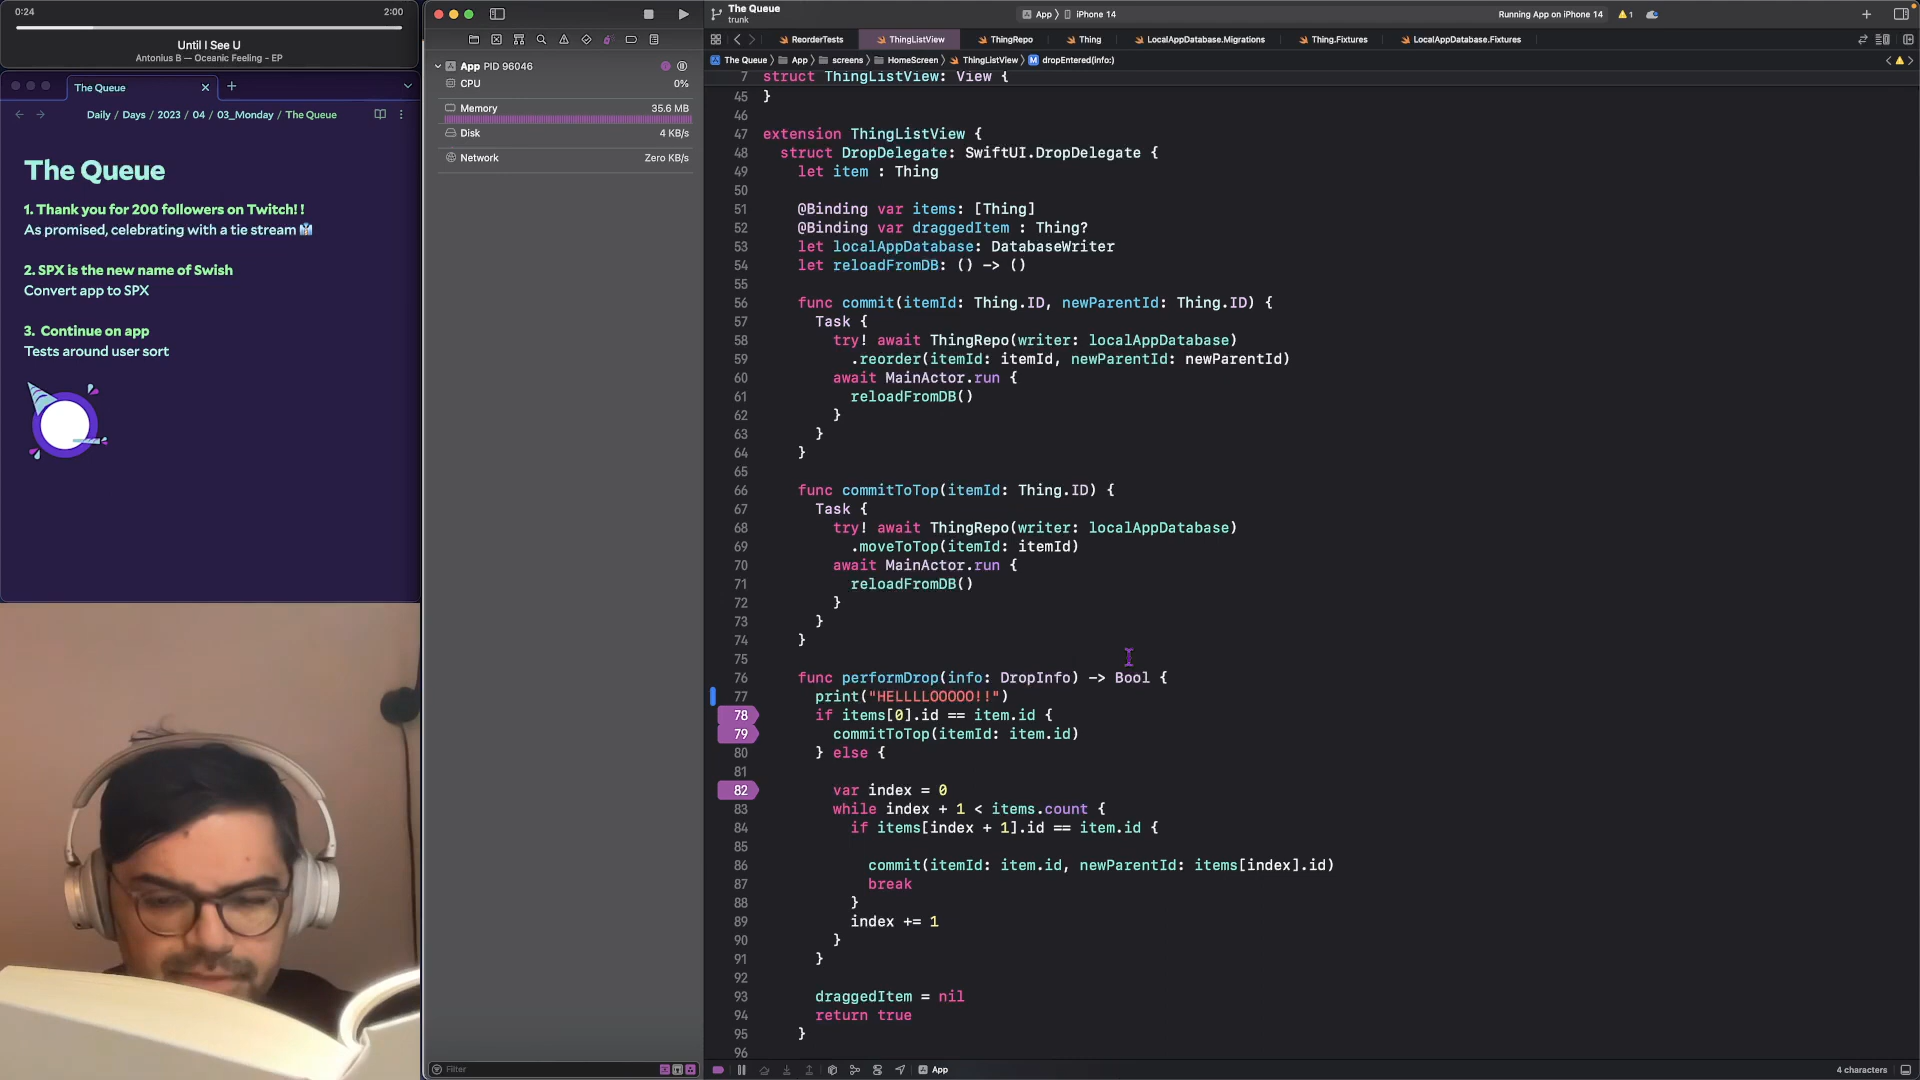 0:24
2:00
Until I See U
Antonius B — Oceanic Feeling - EP
The Queue
Daily / Days / 2023 / 04 / 03_Monday / The Queue
The Queue
1. Thank you for 200 followers on Twitch! !
As promised, celebrating with a tie stream
2. SPX is the new name of Swish
Convert app to SPX
3. Continue on app
Tests around user sort
App PID 96046
CPU 0%
Memory 35.6 MB
Disk 4 KB/s
Network Zero KB/s
Filter
The Queue
trunk
App
iPhone 14
Running App on iPhone 14
1
ReorderTests
ThingListView
ThingRepo
Thing
LocalAppDatabase.Migrations
Thing.Fixtures
LocalAppDatabase.Fixtures
The Queue
App
screens
HomeScreen
ThingListView
M dropEntered(info:)
7 struct ThingListView: View {
45 }
46
47 extension ThingListView {
48 struct DropDelegate: SwiftUI.DropDelegate {
49 let item : Thing
50
51 @Binding var items: [Thing]
52 @Binding var draggedItem : Thing?
53 let localAppDatabase: DatabaseWriter
54 let reloadFromDB: () -> ()
55
56 func commit(itemId: Thing.ID, newParentId: Thing.ID) {
57 Task {
58 try! await ThingRepo(writer: localAppDatabase)
59 .reorder(itemId: itemId, newParentId: newParentId)
60 await MainActor.run {
61 reloadFromDB()
62 }
63 }
64 }
65
66 func commitToTop(itemId: Thing.ID) {
67 Task {
68 try! await ThingRepo(writer: localAppDatabase)
69 .moveToTop(itemId: itemId)
70 await MainActor.run {
71 reloadFromDB()
72 }
73 }
74 }
75
76 func performDrop(info: DropInfo) -> Bool {
77 print("HELLLLOOOOO!!")
78 if items[0].id == item.id {
79 commitToTop(itemId: item.id)
80 } else {
81
82 var index = 0
83 while index + 1 < items.count {
84 if items[index + 1].id == item.id {
85
86 commit(itemId: item.id, newParentId: items[index].id)
87 break
88 }
89 index += 1
90 }
91 }
92
93 draggedItem = nil
94 return true
95 }
96
App
4 characters